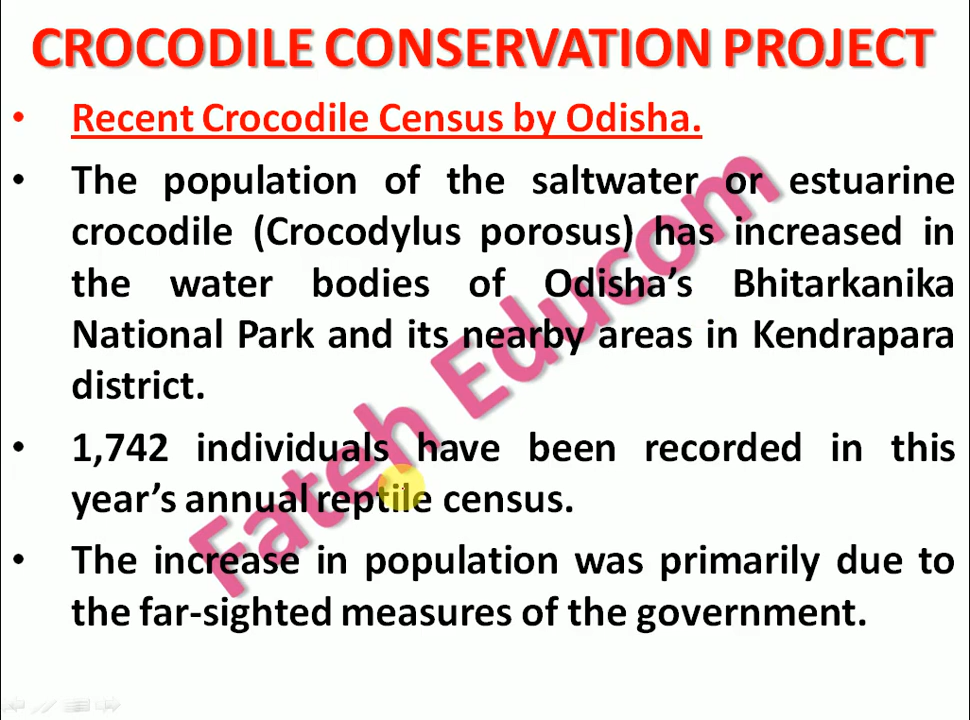 CROCODILE CONSERVATION PROJECT
• Recent Crocodile Census by Odisha.
• The population of the saltwater or estuarine
crocodile (Crocodylus porosus) has increased in
the water bodies of Odisha's Bhitarkanika
National Park and its nearby areas in Kendrapara
district.
• 1,742 individuals have been recorded in this
year's annual reptile census.
• The increase in population was primarily due to
the far-sighted measures of the government.
Fateh Educom